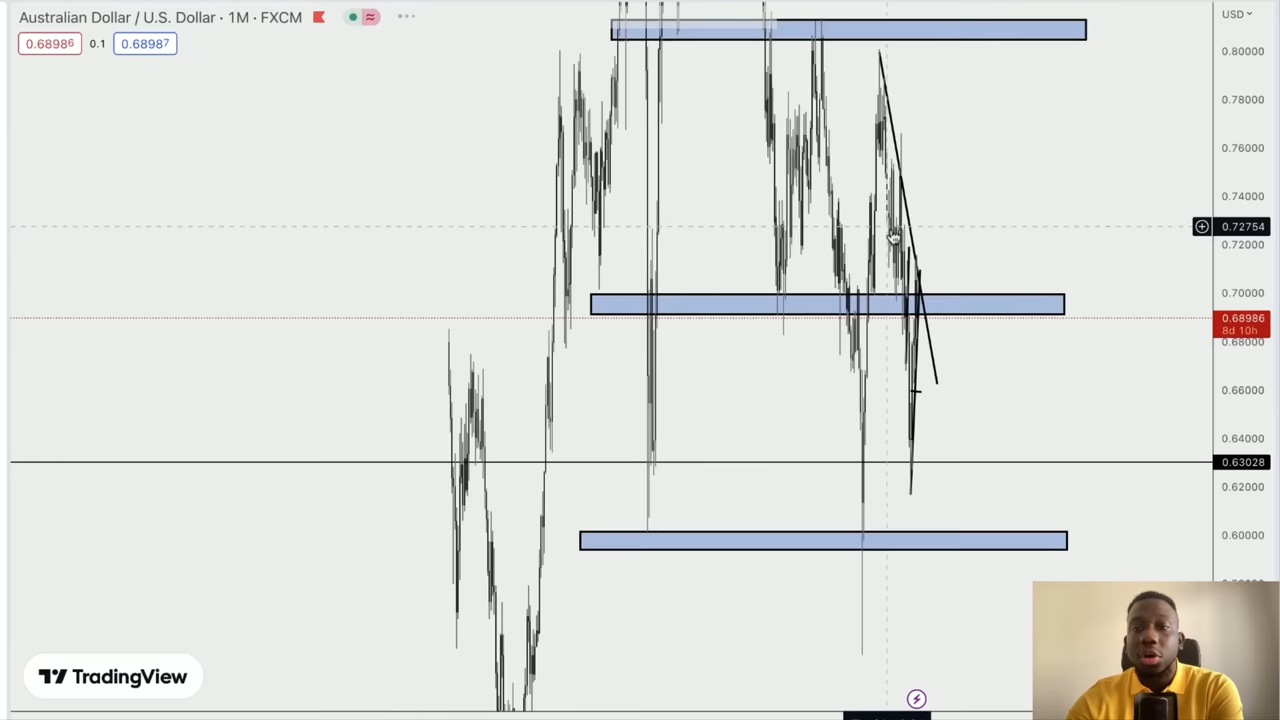 Australian Dollar / U.S. Dollar · 1M · FXCM
USD
0.68986 0.1 0.68987
0.80000
0.78000
0.76000
0.74000
0.72754
0.72000
0.70000
0.68986
8d 10h
0.68000
0.66000
0.64000
0.63028
0.62000
0.60000
TradingView